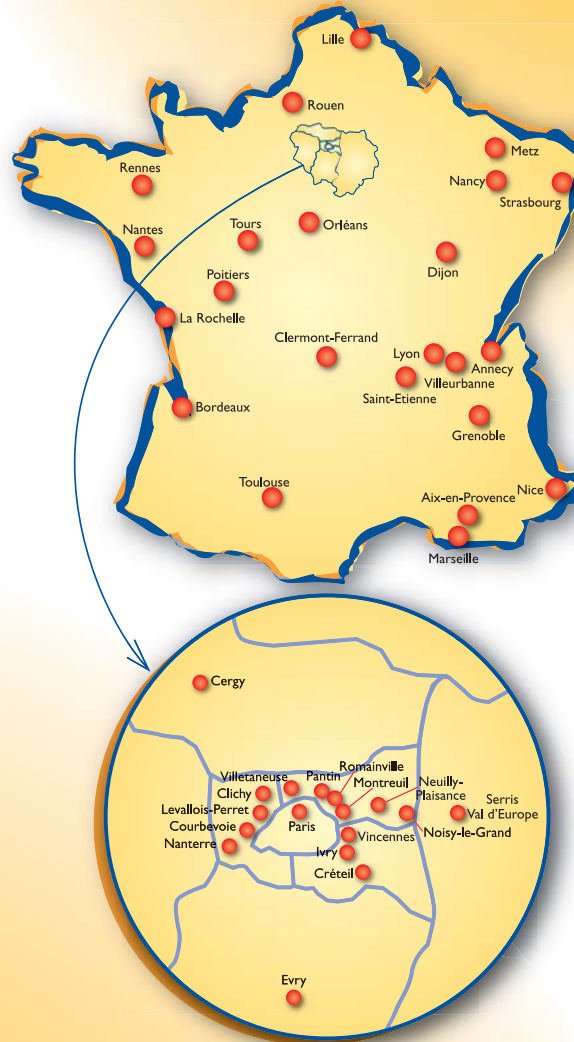 Lille
Rouen
Metz
Rennes
Nancy
Strasbourg
Nantes
Tours
Orléans
Dijon
Poitiers
La Rochelle
Clermont-Ferrand
Lyon
Annecy
Villeurbanne
Saint-Etienne
Bordeaux
Grenoble
Toulouse
Nice
Aix-en-Provence
Marseille
Cergy
Romainville
Villetaneuse
Pantin
Montreuil
Neuilly-
Plaisance
Clichy
Levallois-Perret
Paris
Serris
Val d'Europe
Courbevoie
Vincennes
Noisy-le-Grand
Nanterre
Ivry
Créteil
Evry